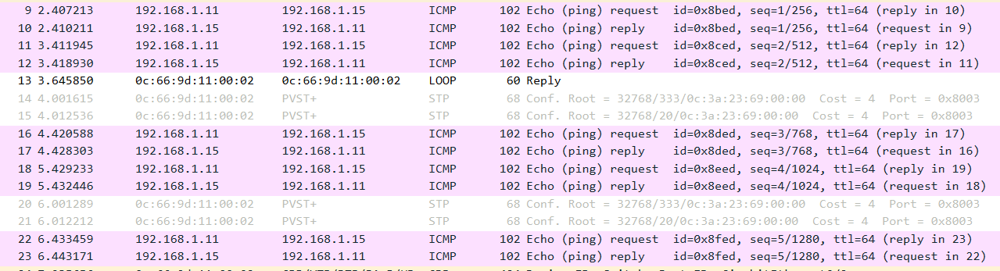 9 2.407213 192.168.1.11 192.168.1.15 ICMP 102 Echo (ping) request id=0x8bed, seq=1/256, ttl=64 (reply in 10)
10 2.410211 192.168.1.15 192.168.1.11 ICMP 102 Echo (ping) reply id=0x8bed, seq=1/256, ttl=64 (request in 9)
11 3.411945 192.168.1.11 192.168.1.15 ICMP 102 Echo (ping) request id=0x8ced, seq=2/512, ttl=64 (reply in 12)
12 3.418930 192.168.1.15 192.168.1.11 ICMP 102 Echo (ping) reply id=0x8ced, seq=2/512, ttl=64 (request in 11)
13 3.645850 0c:66:9d:11:00:02 0c:66:9d:11:00:02 LOOP 60 Reply
14 4.001615 0c:66:9d:11:00:02 PVST+ STP 68 Conf. Root = 32768/333/0c:3a:23:69:00:00 Cost = 4 Port = 0x8003
15 4.012536 0c:66:9d:11:00:02 PVST+ STP 68 Conf. Root = 32768/20/0c:3a:23:69:00:00 Cost = 4 Port = 0x8003
16 4.420588 192.168.1.11 192.168.1.15 ICMP 102 Echo (ping) request id=0x8ded, seq=3/768, ttl=64 (reply in 17)
17 4.428303 192.168.1.15 192.168.1.11 ICMP 102 Echo (ping) reply id=0x8ded, seq=3/768, ttl=64 (request in 16)
18 5.429233 192.168.1.11 192.168.1.15 ICMP 102 Echo (ping) request id=0x8eed, seq=4/1024, ttl=64 (reply in 19)
19 5.432446 192.168.1.15 192.168.1.11 ICMP 102 Echo (ping) reply id=0x8eed, seq=4/1024, ttl=64 (request in 18)
20 6.001289 0c:66:9d:11:00:02 PVST+ STP 68 Conf. Root = 32768/333/0c:3a:23:69:00:00 Cost = 4 Port = 0x8003
21 6.012212 0c:66:9d:11:00:02 PVST+ STP 68 Conf. Root = 32768/20/0c:3a:23:69:00:00 Cost = 4 Port = 0x8003
22 6.433459 192.168.1.11 192.168.1.15 ICMP 102 Echo (ping) request id=0x8fed, seq=5/1280, ttl=64 (reply in 23)
23 6.443171 192.168.1.15 192.168.1.11 ICMP 102 Echo (ping) reply id=0x8fed, seq=5/1280, ttl=64 (request in 22)